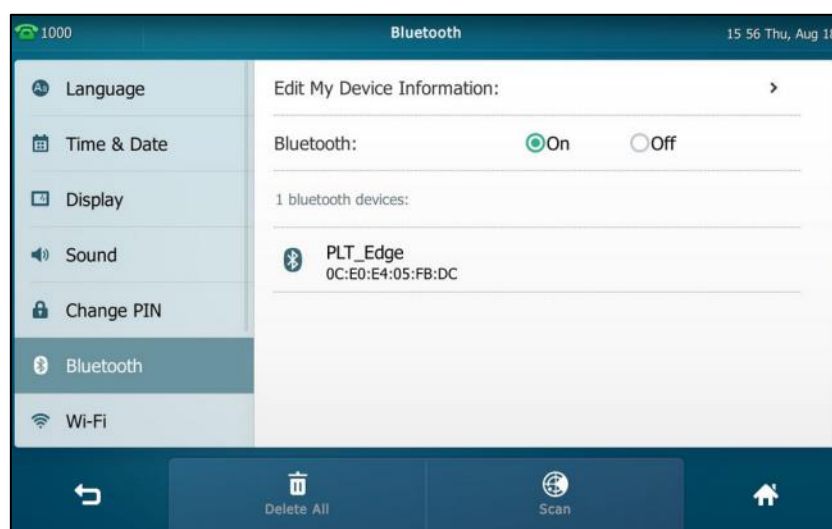 1000
Bluetooth
15 56 Thu, Aug 18
Language
Time & Date
Display
Sound
Change PIN
Bluetooth
Wi-Fi
Edit My Device Information:
Bluetooth:
On
Off
1 bluetooth devices:
PLT_Edge
0C:E0:E4:05:FB:DC
Delete All
Scan